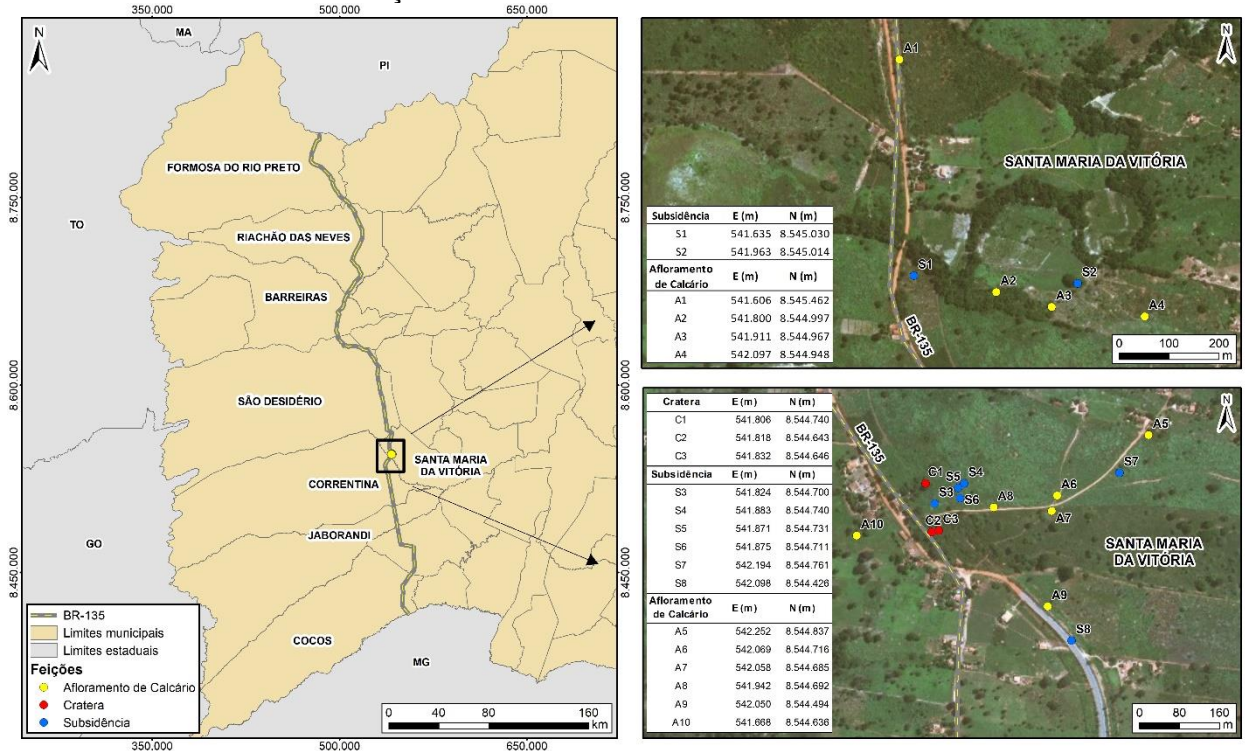 350.000 500.000 650.000
N
MA
PI
FORMOSA DO RIO PRETO
8.750.000
8.750.000
TO
RIACHÃO DAS NEVES
BARREIRAS
8.600.000
8.600.000
SÃO DESIDÉRIO
SANTA MARIA
DA VITÓRIA
CORRENTINA
GO
JABORANDI
8.450.000
8.450.000
COCOS
MG
BR-135
Limites municipais
Limites estaduais
Feições
Afloramento de Calcário
Cratera
Subsidência
0 40 80 160
km
350.000 500.000 650.000
N
A1
SANTA MARIA DA VITÓRIA
Subsidência E (m) N (m)
S1 541.635 8.545.030
S2 541.963 8.545.014
Afloramento
de Calcário E (m) N (m)
A1 541.606 8.545.462
A2 541.800 8.544.997
A3 541.911 8.544.967
A4 542.097 8.544.948
S1
A2
S2
A3
A4
BR-135
0 100 200
m
N
Cratera E (m) N (m)
C1 541.806 8.544.740
C2 541.818 8.544.643
C3 541.832 8.544.646
Subsidência E (m) N (m)
S3 541.824 8.544.700
S4 541.883 8.544.740
S5 541.871 8.544.731
S6 541.875 8.544.711
S7 542.194 8.544.761
S8 542.098 8.544.426
Afloramento
de Calcário E (m) N (m)
A5 542.252 8.544.837
A6 542.069 8.544.716
A7 542.058 8.544.685
A8 541.942 8.544.692
A9 542.050 8.544.494
A10 541.668 8.544.636
BR-135
A5
C1
S5 S4
S7
S3
S6
A8
A6
A7
A10
C2 C3
SANTA MARIA
DA VITÓRIA
A9
S8
0 80 160
m